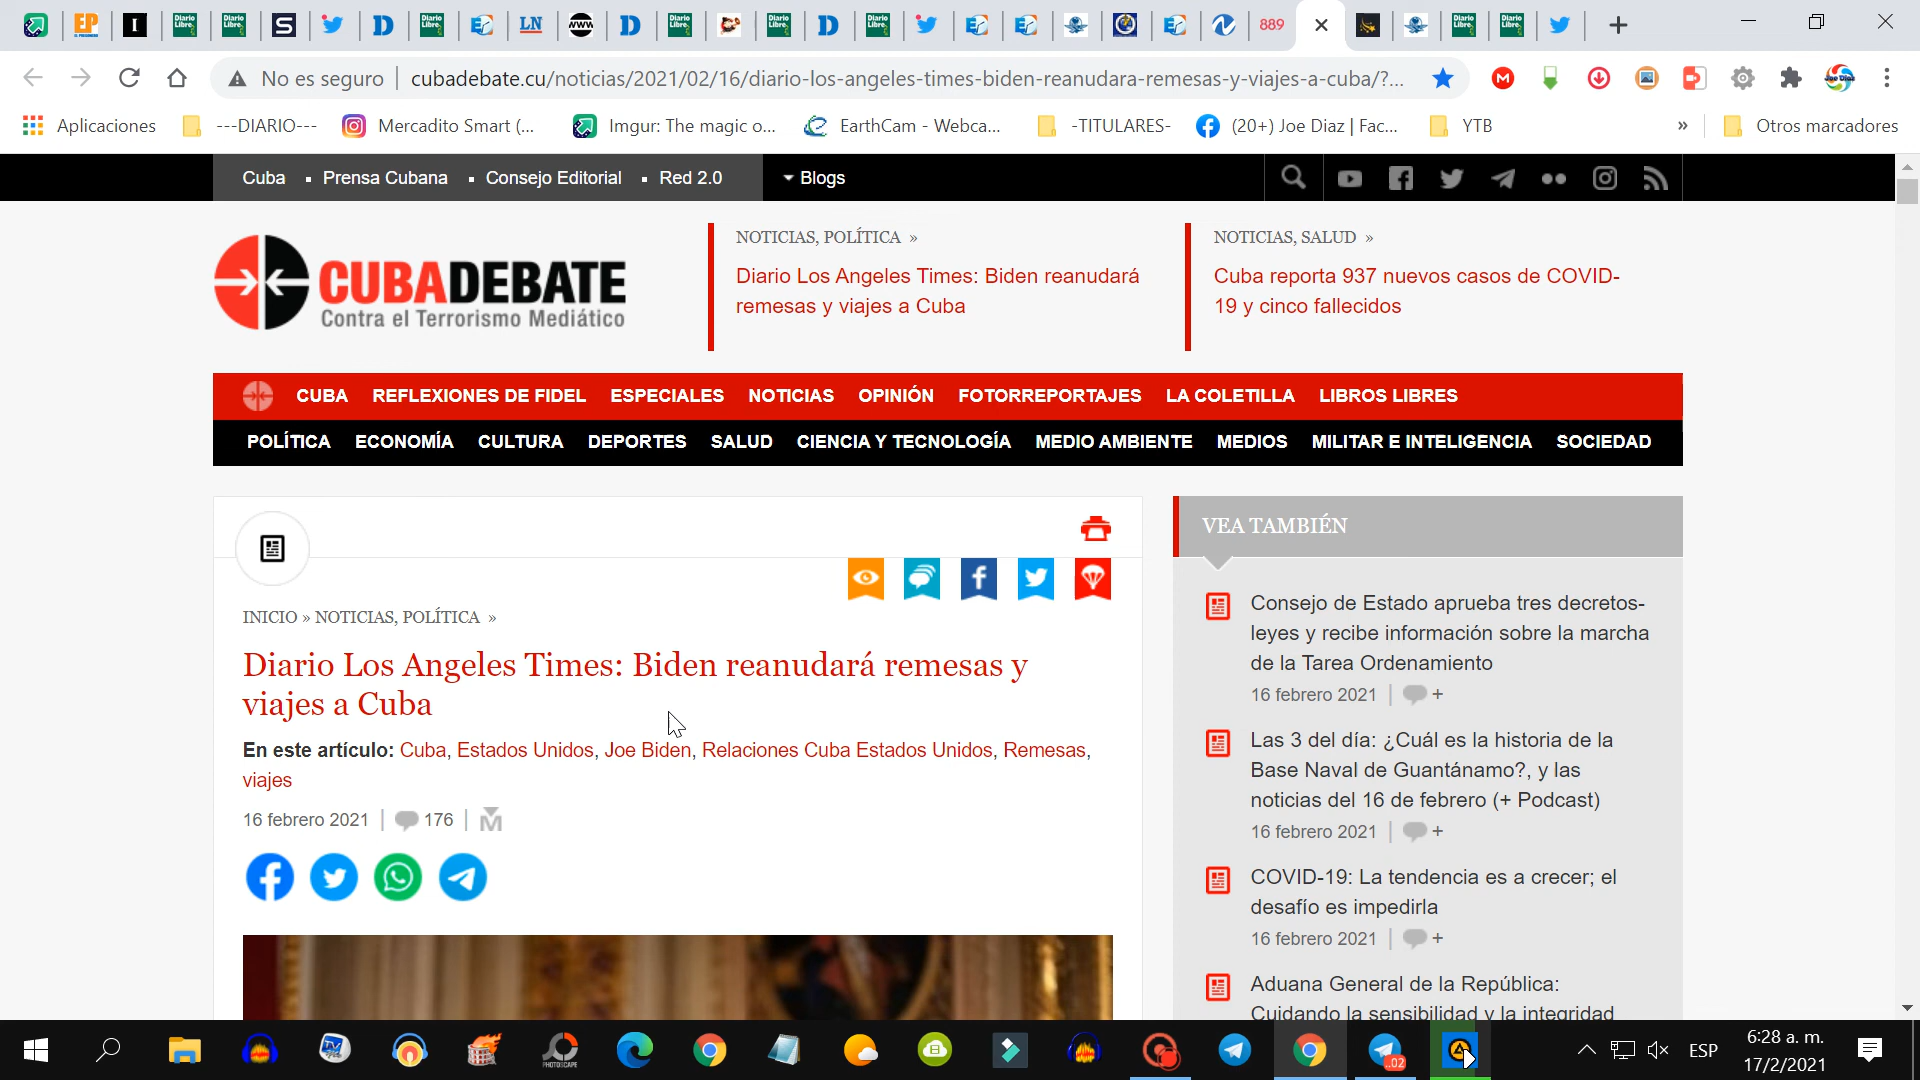 889
No es seguro
cubadebate.cu/noticias/2021/02/16/diario-los-angeles-times-biden-reanudara-remesas-y-viajes-a-cuba/?...
Aplicaciones
---DIARIO---
Mercadito Smart (...
Imgur: The magic o...
EarthCam - Webca...
-TITULARES-
(20+) Joe Diaz | Fac...
YTB
»
Otros marcadores
Cuba
Prensa Cubana
Consejo Editorial
Red 2.0
Blogs
CUBADEBATE
Contra el Terrorismo Mediático
NOTICIAS, POLÍTICA »
Diario Los Angeles Times: Biden reanudará
remesas y viajes a Cuba
NOTICIAS, SALUD »
Cuba reporta 937 nuevos casos de COVID-
19 y cinco fallecidos
CUBA REFLEXIONES DE FIDEL ESPECIALES NOTICIAS OPINIÓN FOTORREPORTAJES LA COLETILLA LIBROS LIBRES
POLÍTICA ECONOMÍA CULTURA DEPORTES SALUD CIENCIA Y TECNOLOGÍA MEDIO AMBIENTE MEDIOS MILITAR E INTELIGENCIA SOCIEDAD
INICIO » NOTICIAS, POLÍTICA »
Diario Los Angeles Times: Biden reanudará remesas y
viajes a Cuba
En este artículo: Cuba, Estados Unidos, Joe Biden, Relaciones Cuba Estados Unidos, Remesas,
viajes
16 febrero 2021 | 176 |
VEA TAMBIÉN
Consejo de Estado aprueba tres decretos-
leyes y recibe información sobre la marcha
de la Tarea Ordenamiento
16 febrero 2021 | +
Las 3 del día: ¿Cuál es la historia de la
Base Naval de Guantánamo?, y las
noticias del 16 de febrero (+ Podcast)
16 febrero 2021 | +
COVID-19: La tendencia es a crecer; el
desafío es impedirla
16 febrero 2021 | +
Aduana General de la República:
Cuidando la sensibilidad y la integridad
PHOTOSCAPE
..02
ESP
6:28 a. m.
17/2/2021